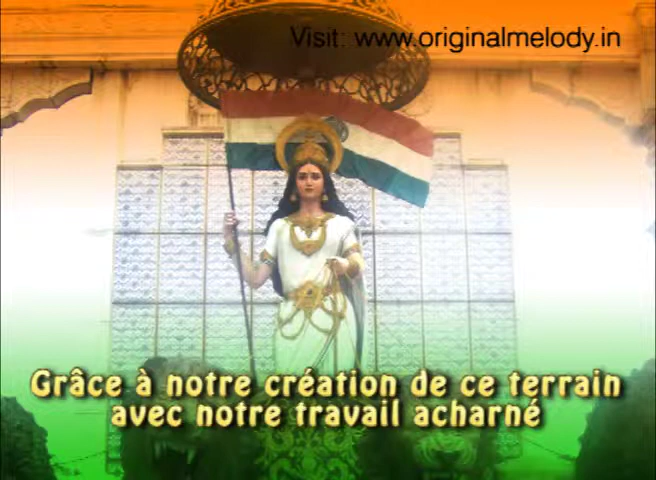 Visit: www.originalmelody.in
Grâce à notre création de ce terrain
avec notre travail acharné